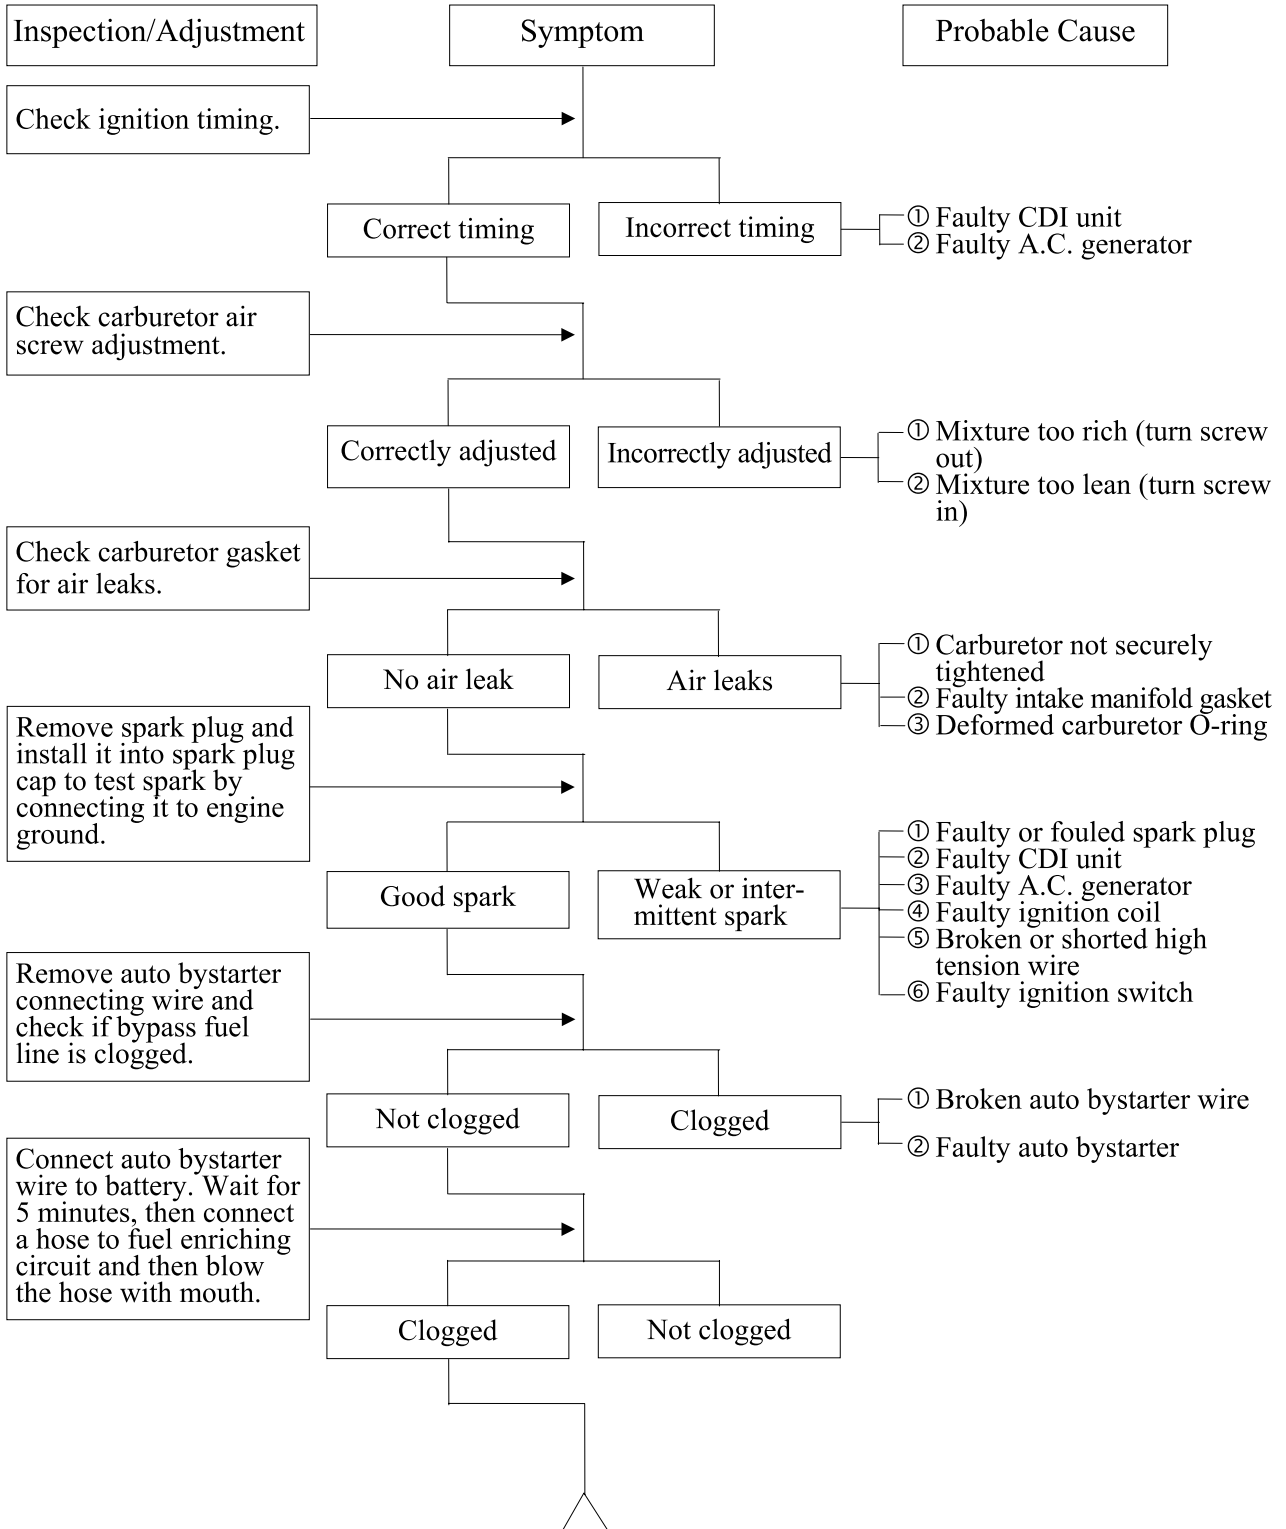 Inspection/Adjustment
Symptom
Probable Cause
Check ignition timing.
Correct timing
Incorrect timing
① Faulty CDI unit
② Faulty A.C. generator
Check carburetor air
screw adjustment.
Correctly adjusted
Incorrectly adjusted
① Mixture too rich (turn screw
out)
② Mixture too lean (turn screw
in)
Check carburetor gasket
for air leaks.
No air leak
Air leaks
① Carburetor not securely
tightened
② Faulty intake manifold gasket
③ Deformed carburetor O-ring
Remove spark plug and
install it into spark plug
cap to test spark by
connecting it to engine
ground.
Good spark
Weak or inter-
mittent spark
① Faulty or fouled spark plug
② Faulty CDI unit
③ Faulty A.C. generator
④ Faulty ignition coil
⑤ Broken or shorted high
tension wire
⑥ Faulty ignition switch
Remove auto bystarter
connecting wire and
check if bypass fuel
line is clogged.
Not clogged
Clogged
① Broken auto bystarter wire
② Faulty auto bystarter
Connect auto bystarter
wire to battery. Wait for
5 minutes, then connect
a hose to fuel enriching
circuit and then blow
the hose with mouth.
Clogged
Not clogged